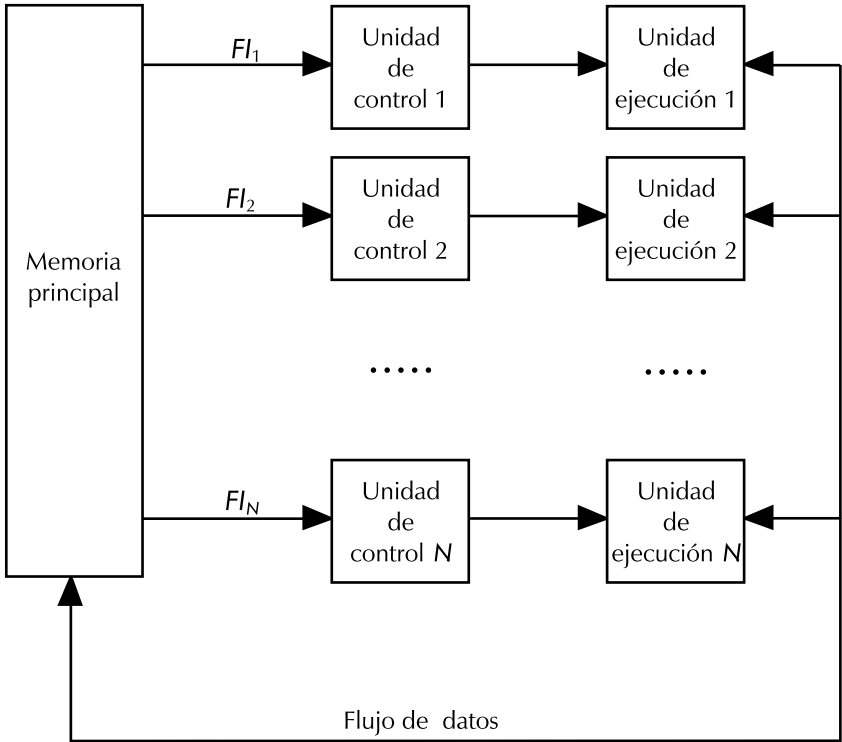 FI1
Unidad
de
control 1
Unidad
de
ejecución 1
FI2
Unidad
de
control 2
Unidad
de
ejecución 2
Memoria
principal
.....
.....
FIN
Unidad
de
control N
Unidad
de
ejecución N
Flujo de datos